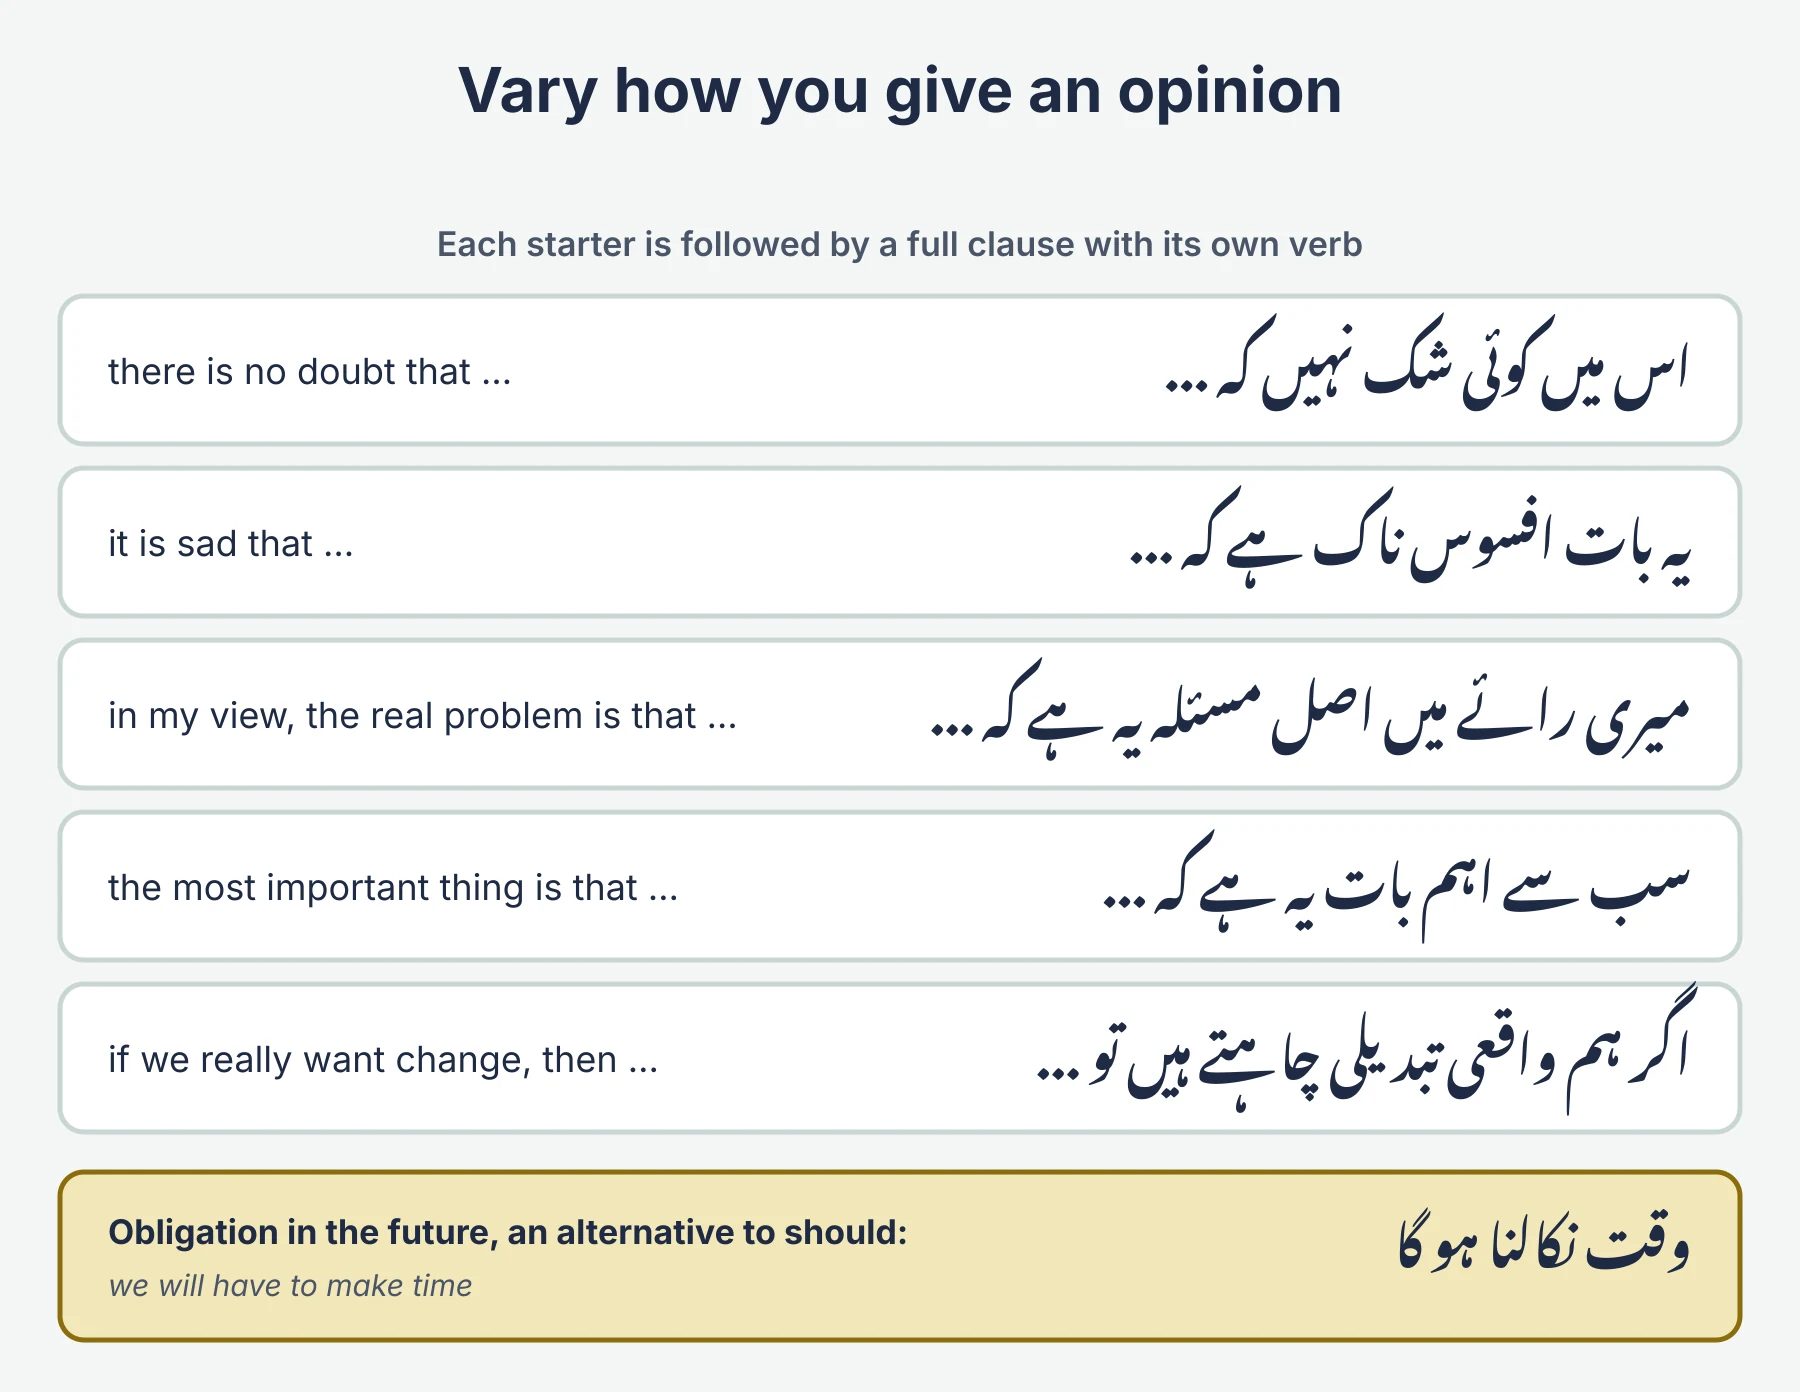 Vary how you give an opinion
Each starter is followed by a full clause with its own verb
there is no doubt that ...
اس میں کوئی شک نہیں کہ ...
it is sad that ...
یہ بات افسوس ناک ہے کہ ...
in my view, the real problem is that ...
میری رائے میں اصل مسئلہ یہ ہے کہ ...
the most important thing is that ...
سب سے اہم بات یہ ہے کہ ...
if we really want change, then ...
اگر ہم واقعی تبدیلی چاہتے ہیں تو ...
Obligation in the future, an alternative to should:
وقت نکالنا ہو گا
we will have to make time